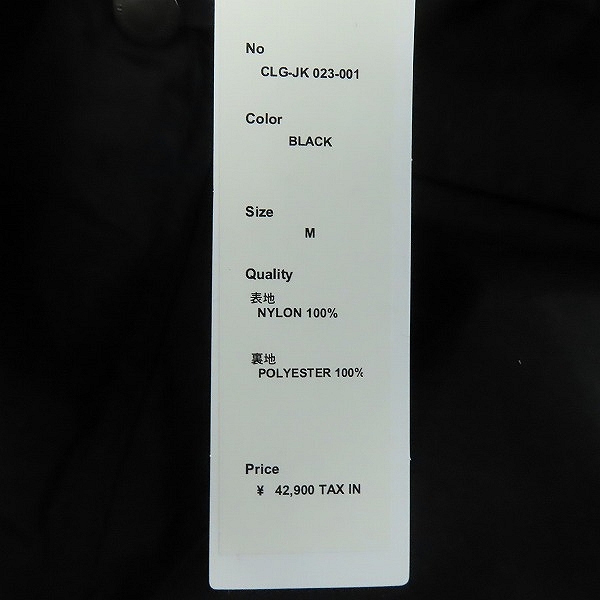 No
CLG-JK 023-001
Color
BLACK
Size
M
Quality
表地
NYLON 100%
裏地
POLYESTER 100%
Price
¥ 42,900 TAX IN